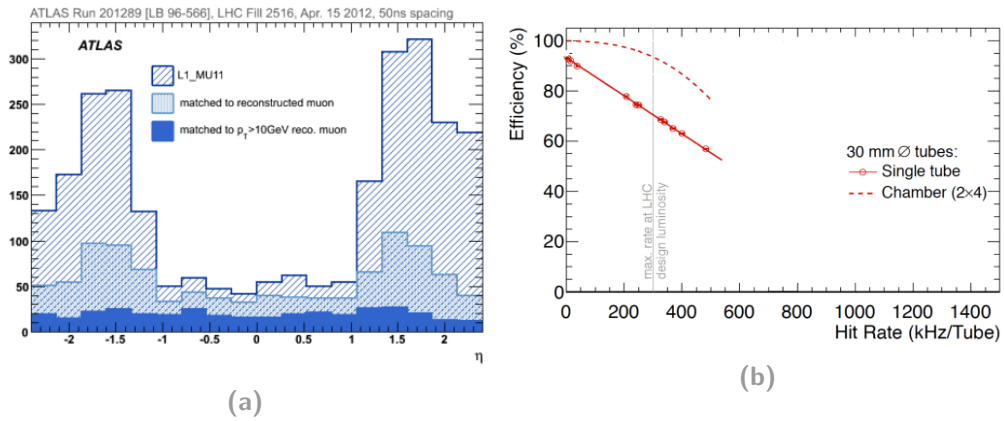 ATLAS Run 201289 [LB 96-566], LHC Fill 2516, Apr. 15 2012, 50ns spacing
ATLAS
L1_MU11
matched to reconstructed muon
matched to p_T>10GeV reco. muon
300
250
200
150
100
50
0
-2 -1.5 -1 -0.5 0 0.5 1 1.5 2
η
(a)
Efficiency (%)
100
80
60
40
20
0
max. rate at LHC
design luminosity
30 mm Ø tubes:
Single tube
Chamber (2×4)
0 200 400 600 800 1000 1200 1400
Hit Rate (kHz/Tube)
(b)